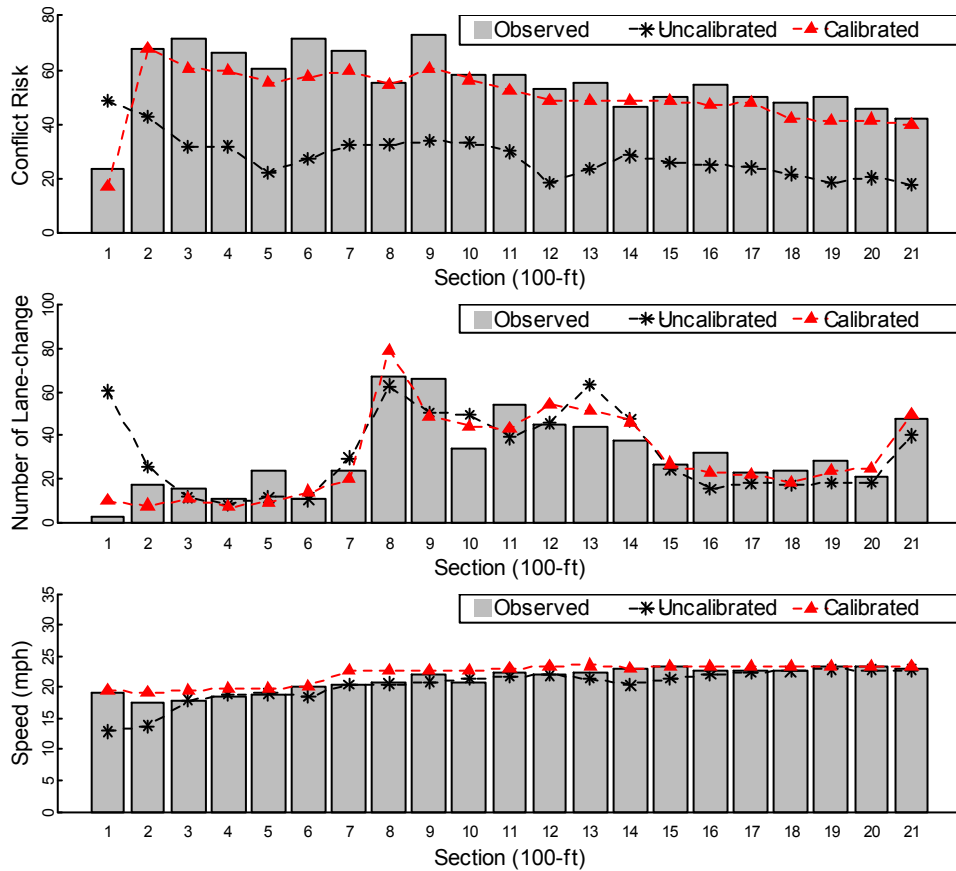 Observed Uncalibrated Calibrated
Conflict Risk
0 20 40 60 80
1 2 3 4 5 6 7 8 9 10 11 12 13 14 15 16 17 18 19 20 21
Section (100-ft)
Observed Uncalibrated Calibrated
Number of Lane-change
0 20 40 60 80 100
1 2 3 4 5 6 7 8 9 10 11 12 13 14 15 16 17 18 19 20 21
Section (100-ft)
Observed Uncalibrated Calibrated
Speed (mph)
0 5 10 15 20 25 30 35
1 2 3 4 5 6 7 8 9 10 11 12 13 14 15 16 17 18 19 20 21
Section (100-ft)